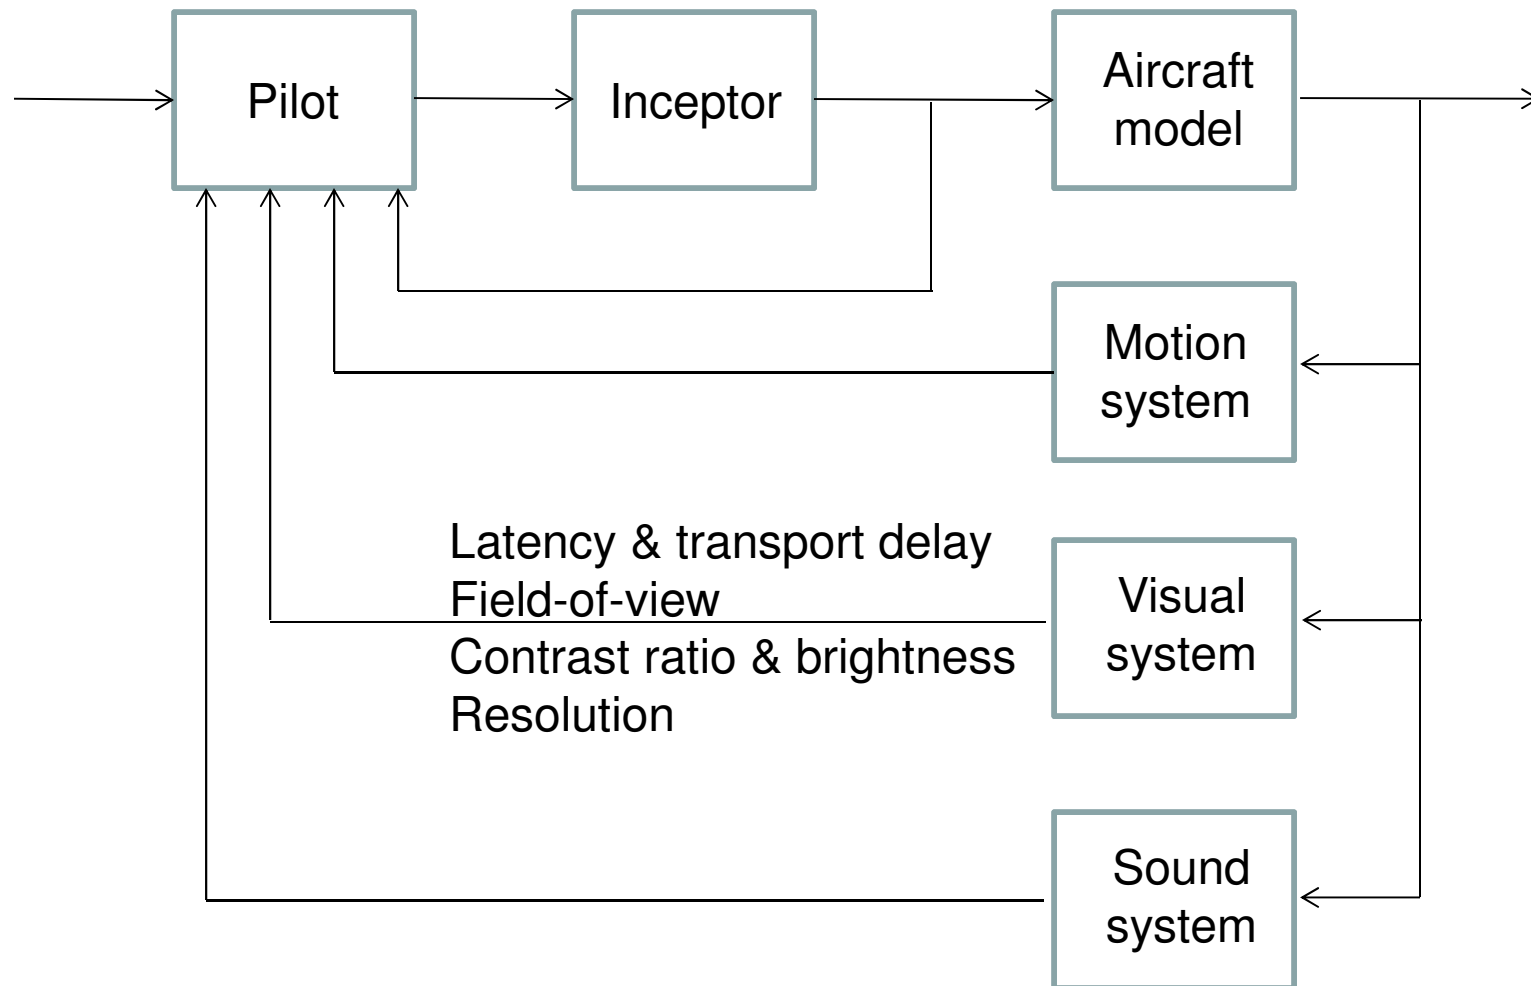 Pilot
Inceptor
Aircraft
model
Motion
system
Latency & transport delay
Field-of-view
Contrast ratio & brightness
Resolution
Visual
system
Sound
system